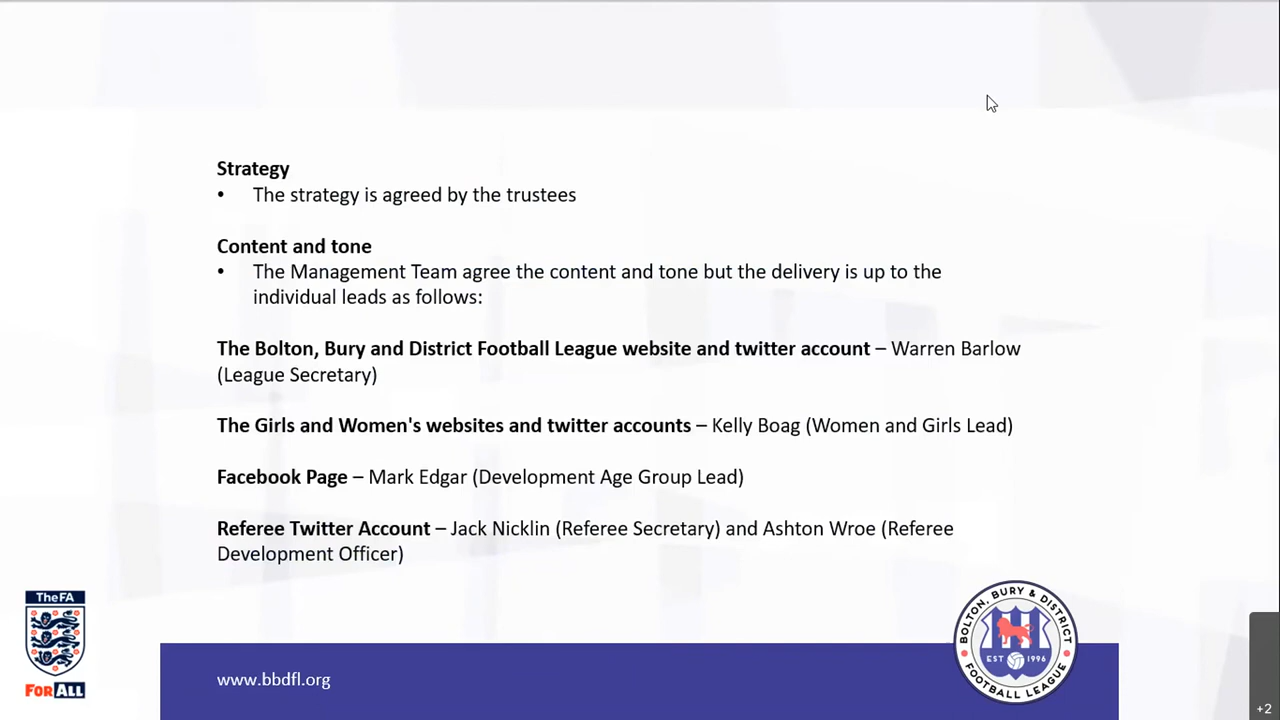 Strategy
• The strategy is agreed by the trustees
Content and tone
• The Management Team agree the content and tone but the delivery is up to the
individual leads as follows:
The Bolton, Bury and District Football League website and twitter account – Warren Barlow
(League Secretary)
The Girls and Women's websites and twitter accounts – Kelly Boag (Women and Girls Lead)
Facebook Page – Mark Edgar (Development Age Group Lead)
Referee Twitter Account – Jack Nicklin (Referee Secretary) and Ashton Wroe (Referee
Development Officer)
TheFA
FORALL
www.bbdfl.org
BOLTON, BURY & DISTRICT
EST 1996
FOOTBALL LEAGUE
+2